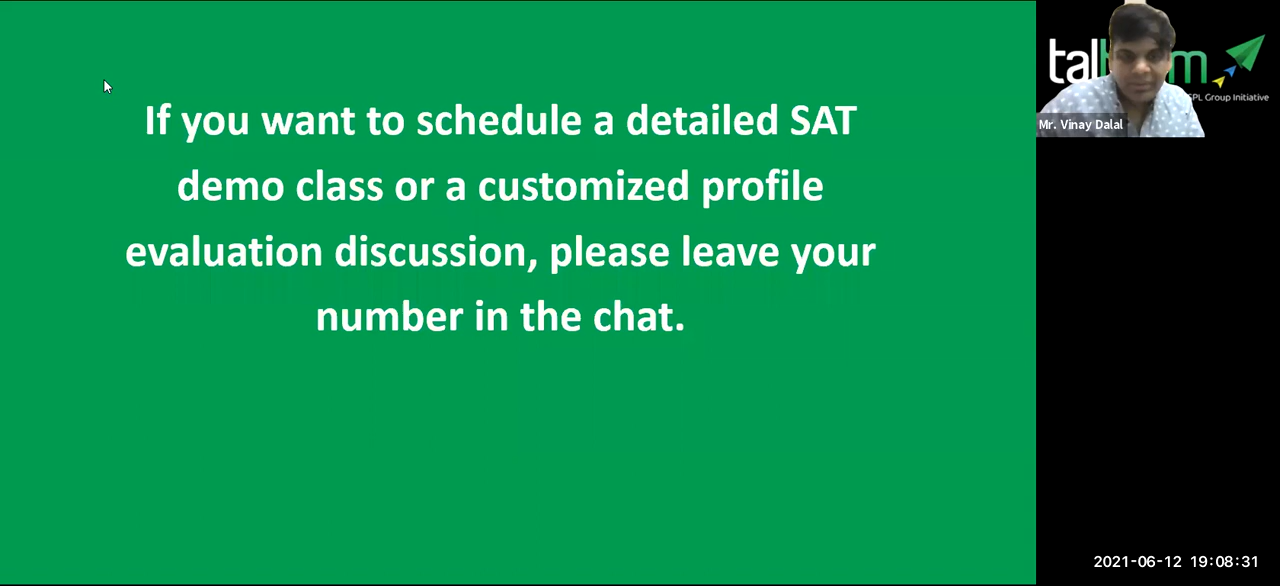 If you want to schedule a detailed SAT
demo class or a customized profile
evaluation discussion, please leave your
number in the chat.
Group Initiative
Mr. Vinay Dalal
2021-06-12 19:08:31